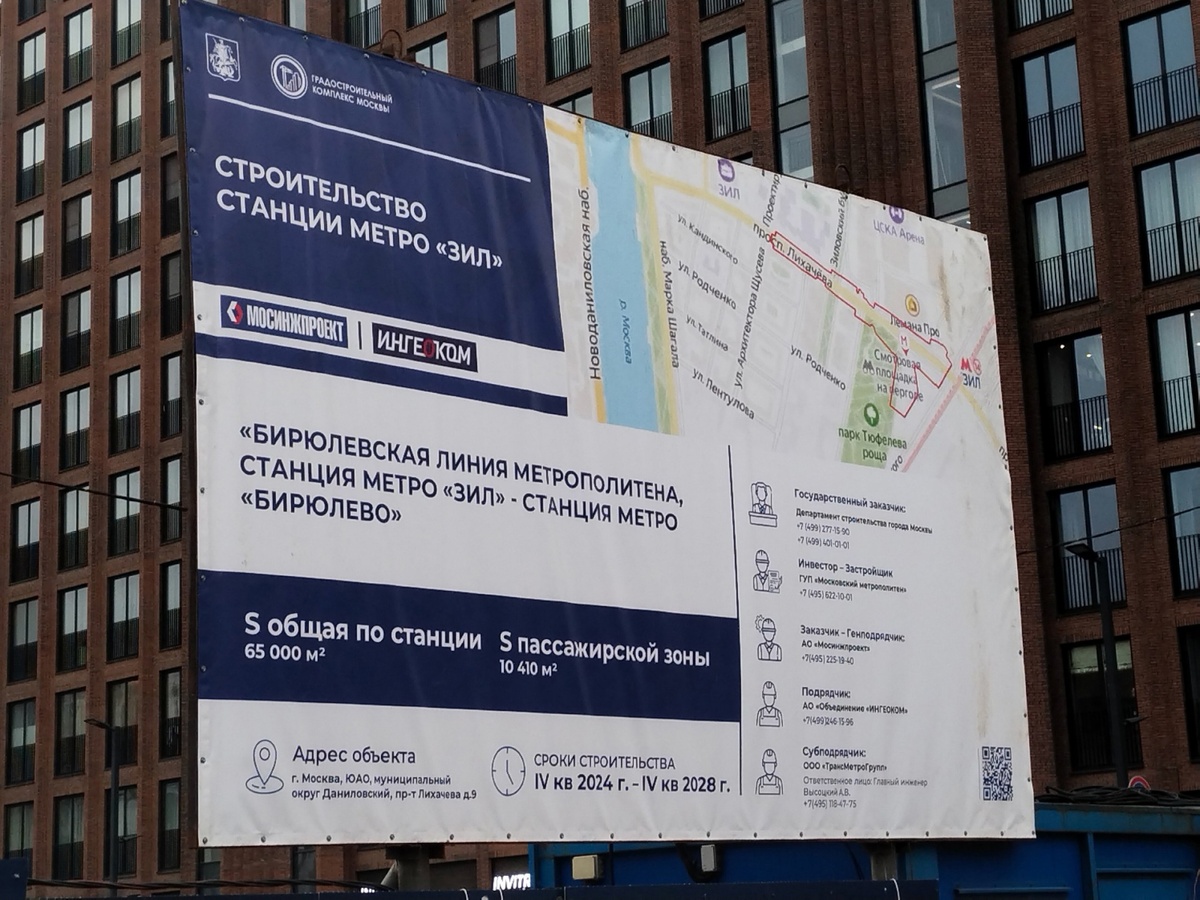 ГРАДОСТРОИТЕЛЬНЫЙ
КОМПЛЕКС МОСКВЫ
СТРОИТЕЛЬСТВО
СТАНЦИИ МЕТРО «ЗИЛ»
МОСИНЖПРОЕКТ
ИНГЕОКОМ
«БИРЮЛЕВСКАЯ ЛИНИЯ МЕТРОПОЛИТЕНА,
СТАНЦИЯ МЕТРО «ЗИЛ» - СТАНЦИЯ МЕТРО
«БИРЮЛЕВО»
S общая по станции
65 000 м²
S пассажирской зоны
10 410 м²
Адрес объекта
г. Москва, ЮАО, муниципальный
округ Даниловский, пр-т Лихачева д.9
СРОКИ СТРОИТЕЛЬСТВА
IV кв 2024 г. – IV кв 2028 г.
Новоданиловская наб.
р. Москва
наб. Марка Шагала
ЗИЛ
ул. Кандинского
ул. Родченко
ул. Татлина
ул. Пентулова
ул. Архитектора Щусева
просп. Лихачёва
ул. Родченко
ЦСКА Арена
Лемана Про
Смотровая
площадка
на перголе
ЗИЛ
парк Тюфелева
роща
Государственный заказчик:
Департамент строительства города Москвы
+7 (499) 277-15-90
+7 (499) 401-01-01
Инвестор – Застройщик
ГУП «Московский метрополитен»
+7 (495) 622-10-01
Заказчик – Генподрядчик:
АО «Мосинжпроект»
+7(495) 225-19-40
Подрядчик:
АО «Объединение «ИНГЕОКОМ»
+7(499)246-15-96
Субподрядчик:
ООО «ТрансМетроГрупп»
Ответственное лицо: Главный инженер
Высоцкий А.В.
+7(495) 118-47-75
INVIT